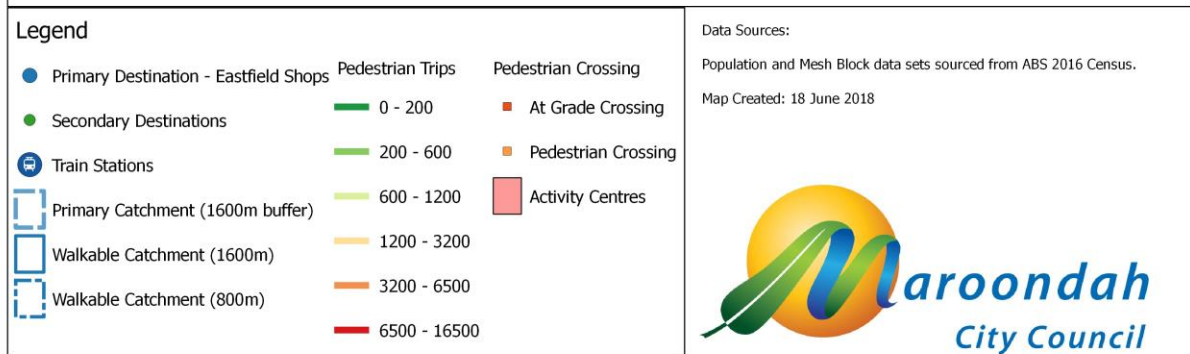 Legend
Primary Destination - Eastfield Shops
Secondary Destinations
Train Stations
Primary Catchment (1600m buffer)
Walkable Catchment (1600m)
Walkable Catchment (800m)
Pedestrian Trips
0 - 200
200 - 600
600 - 1200
1200 - 3200
3200 - 6500
6500 - 16500
Pedestrian Crossing
At Grade Crossing
Pedestrian Crossing
Activity Centres
Data Sources:
Population and Mesh Block data sets sourced from ABS 2016 Census.
Map Created: 18 June 2018
Maroondah
City Council